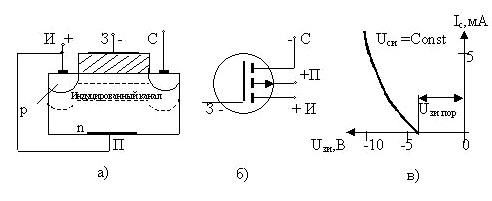 И + З - С
р
Индуцированный канал
n
П
а)
- С
+П
З -
+ И
б)
Iс,мА
Uси =Const
5
Uзи пор
Uзи,В -10 -5 0
в)